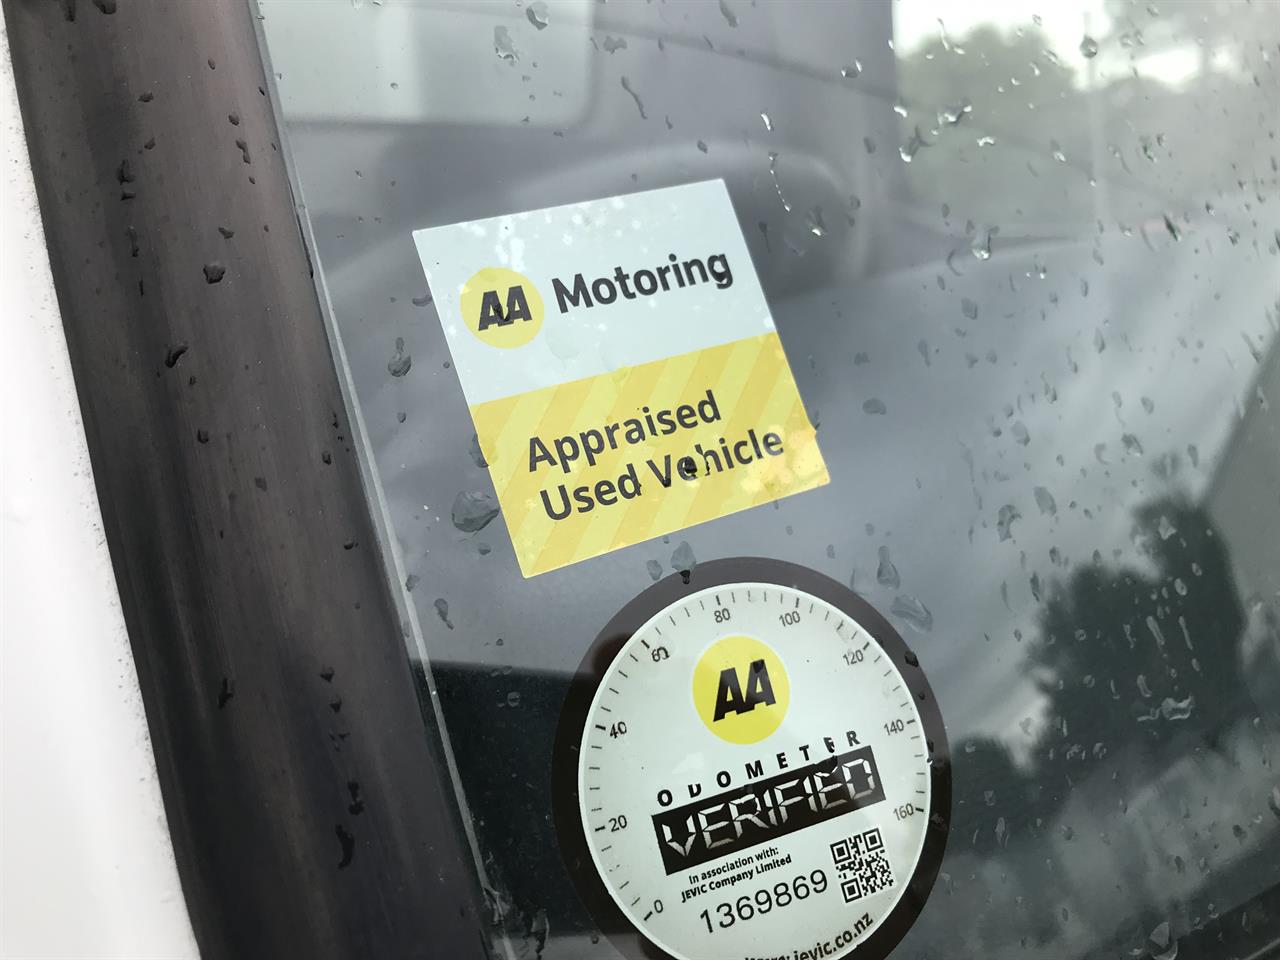 AA Motoring
Appraised
Used Vehicle
80
100
60
120
AA
40
140
ODOMETER
VERIFIED
20
160
In association with:
JEVIC Company Limited
1369869
0
jevic.co.nz